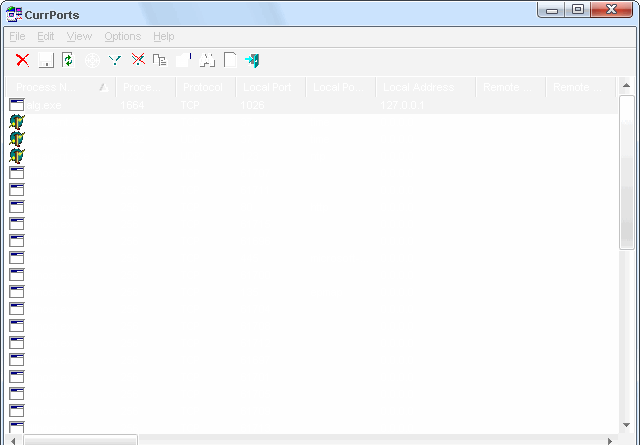 CurrPorts
File Edit View Options Help
Process N... Proce... Protocol Local Port Local Po... Local Address Remote... Remote...
alg.exe 1864 TCP 1026 127.0.0.1